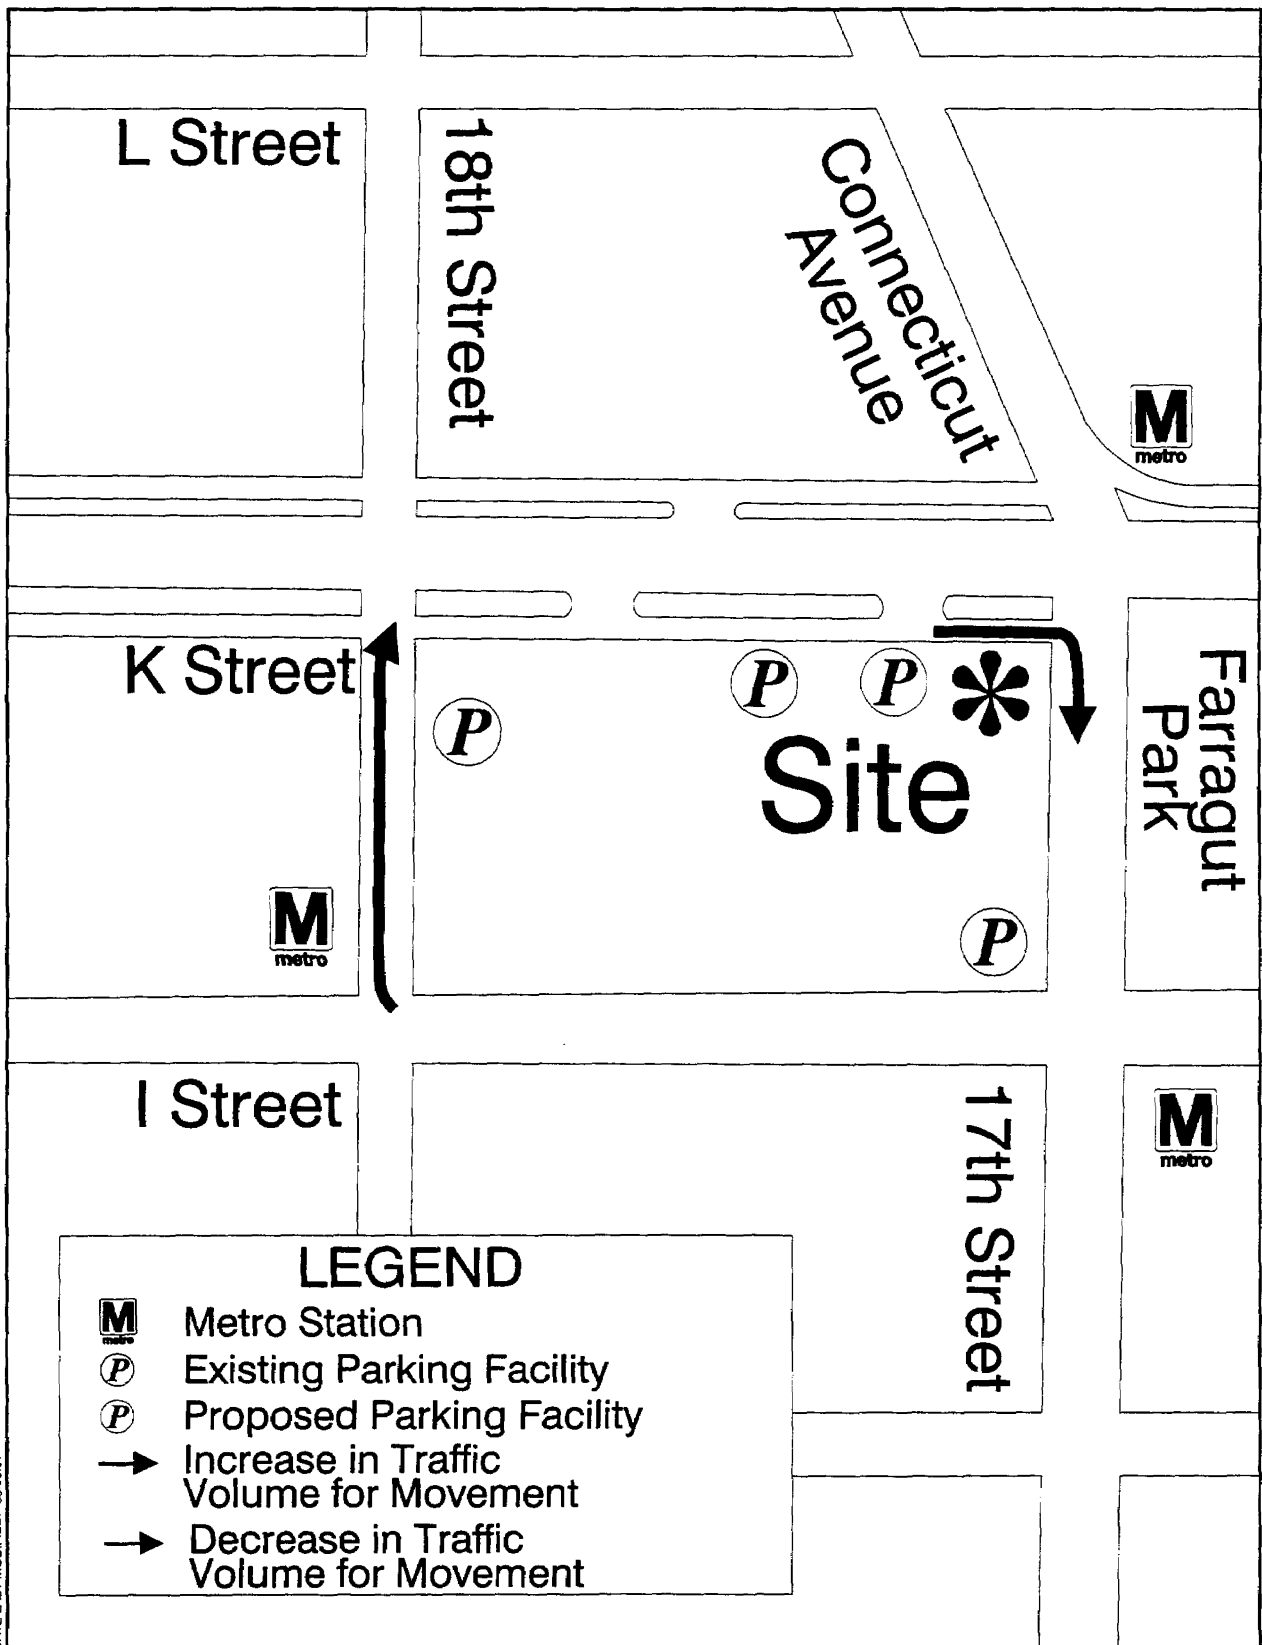 L Street
18th Street
Connecticut
Avenue
M
metro
K Street
P
P
P
Site
Farragut
Park
M
metro
P
I Street
17th Street
M
metro
LEGEND
M Metro Station
metro
P Existing Parking Facility
P Proposed Parking Facility
Increase in Traffic
Volume for Movement
Decrease in Traffic
Volume for Movement